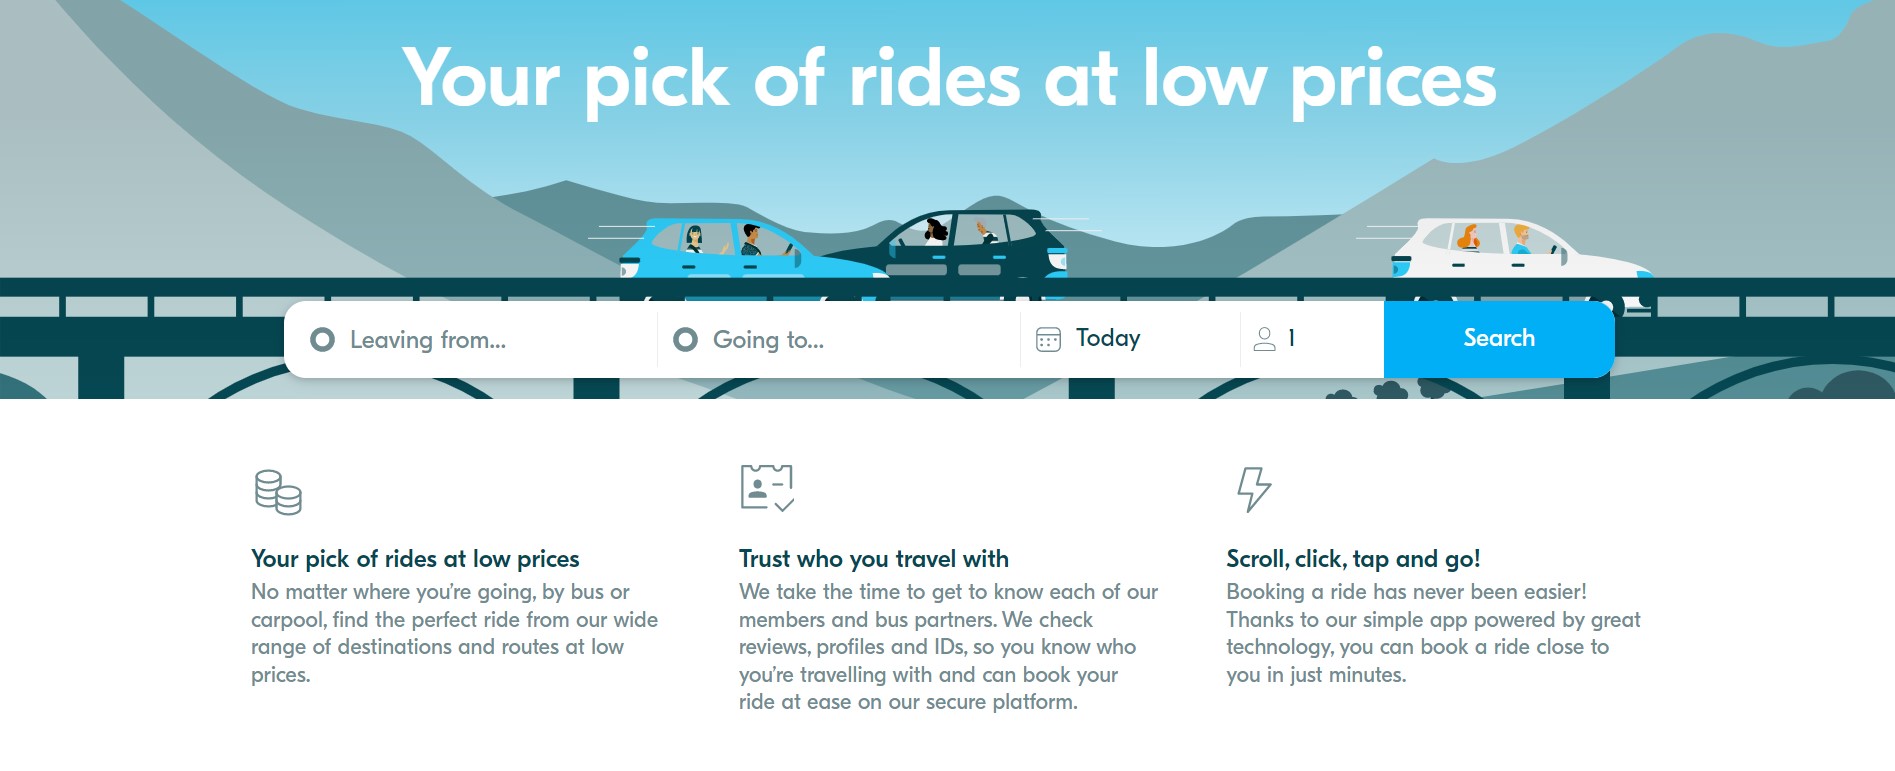 Your pick of rides at low prices
Leaving from...
Going to...
Today
1
Search
Your pick of rides at low prices
No matter where you're going, by bus or
carpool, find the perfect ride from our wide
range of destinations and routes at low
prices.
Trust who you travel with
We take the time to get to know each of our
members and bus partners. We check
reviews, profiles and IDs, so you know who
you're travelling with and can book your
ride at ease on our secure platform.
Scroll, click, tap and go!
Booking a ride has never been easier!
Thanks to our simple app powered by great
technology, you can book a ride close to
you in just minutes.